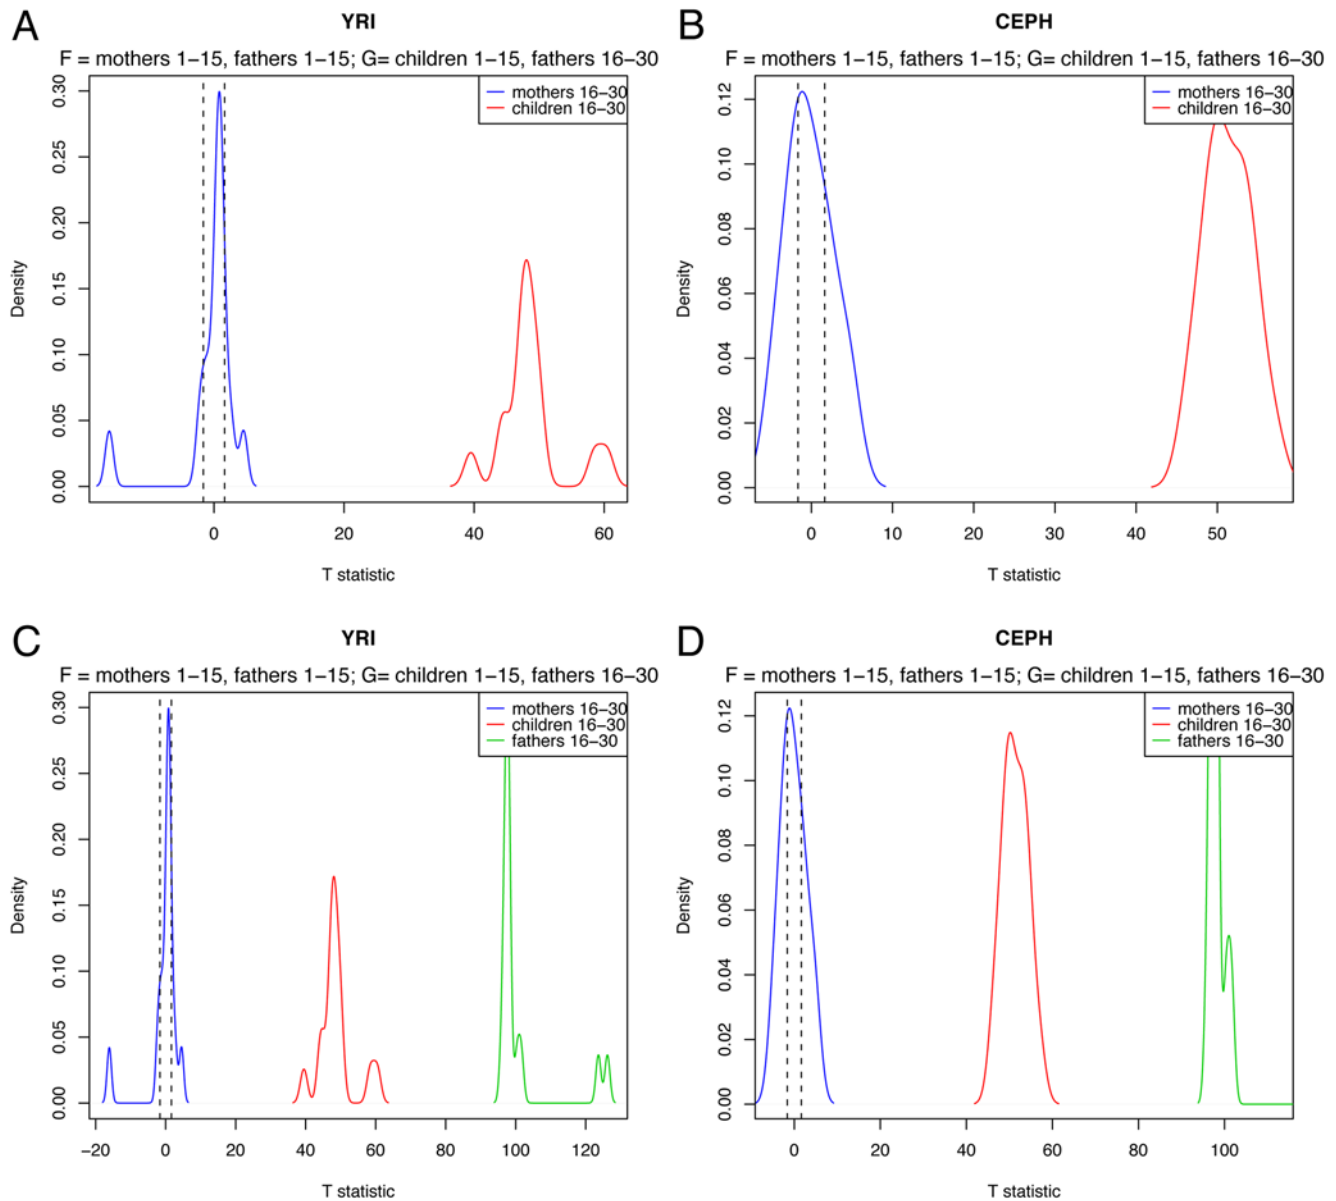 A
YRI
F = mothers 1–15, fathers 1–15; G= children 1–15, fathers 16–30
mothers 16–30
children 16–30
0.00 0.05 0.10 0.15 0.20 0.25 0.30
Density
0 20 40 60
T statistic
B
CEPH
F = mothers 1–15, fathers 1–15; G= children 1–15, fathers 16–30
mothers 16–30
children 16–30
0.00 0.02 0.04 0.06 0.08 0.10 0.12
Density
0 10 20 30 40 50
T statistic
C
YRI
F = mothers 1–15, fathers 1–15; G= children 1–15, fathers 16–30
mothers 16–30
children 16–30
fathers 16–30
0.00 0.05 0.10 0.15 0.20 0.25 0.30
Density
−20 0 20 40 60 80 100 120
T statistic
D
CEPH
F = mothers 1–15, fathers 1–15; G= children 1–15, fathers 16–30
mothers 16–30
children 16–30
fathers 16–30
0.00 0.02 0.04 0.06 0.08 0.10 0.12
Density
0 20 40 60 80 100
T statistic